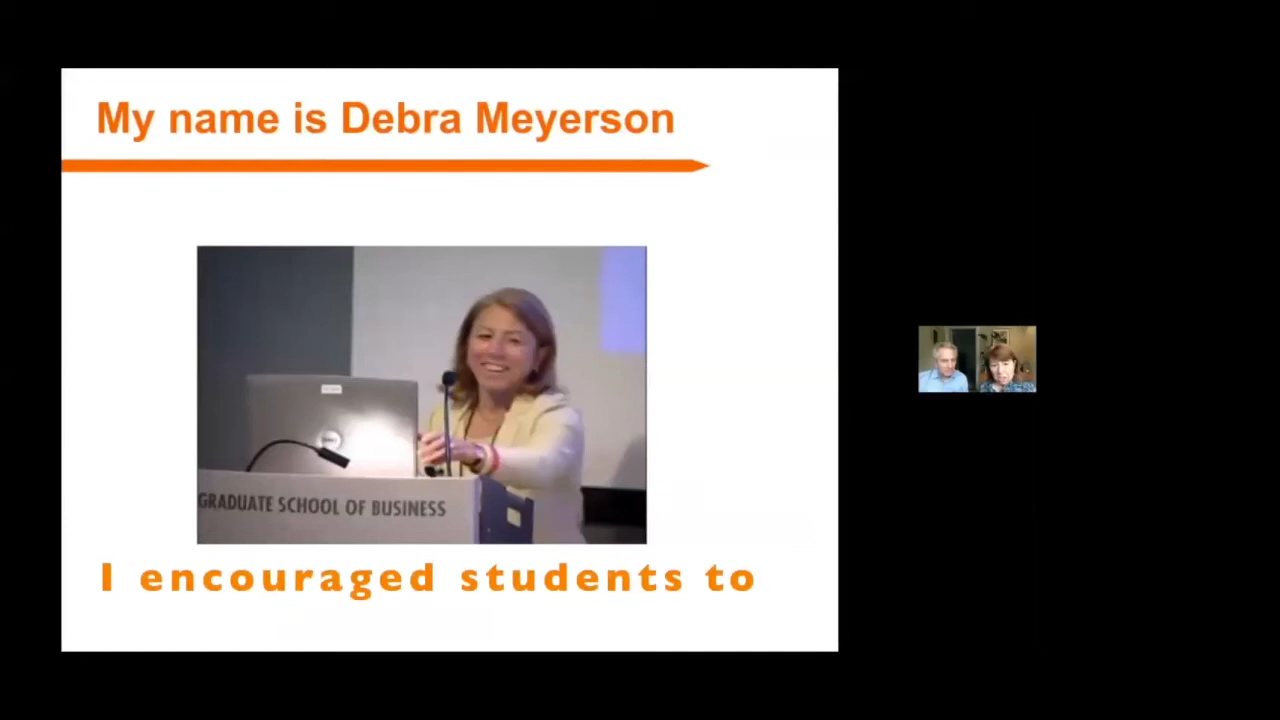 My name is Debra Meyerson
GRADUATE SCHOOL OF BUSINESS
I encouraged students to